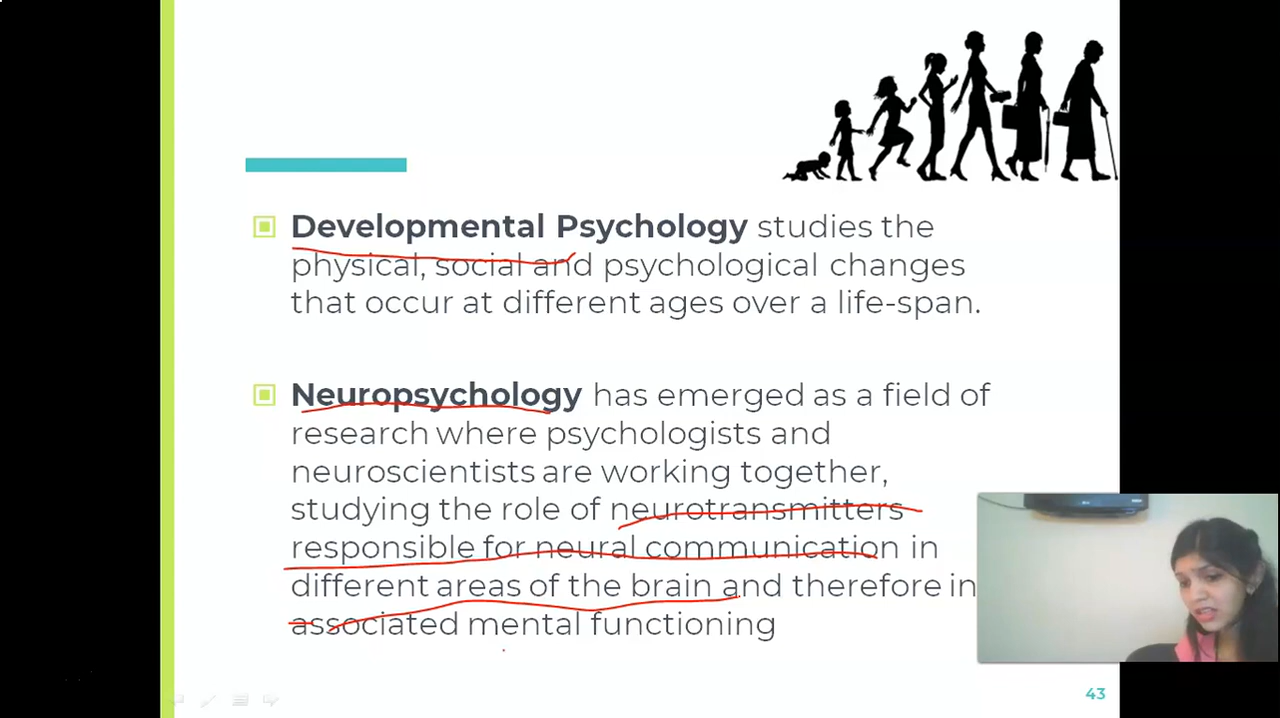 Developmental Psychology studies the
physical, social and psychological changes
that occur at different ages over a life-span.
Neuropsychology has emerged as a field of
research where psychologists and
neuroscientists are working together,
studying the role of neurotransmitters
responsible for neural communication in
different areas of the brain and therefore in
associated mental functioning
43